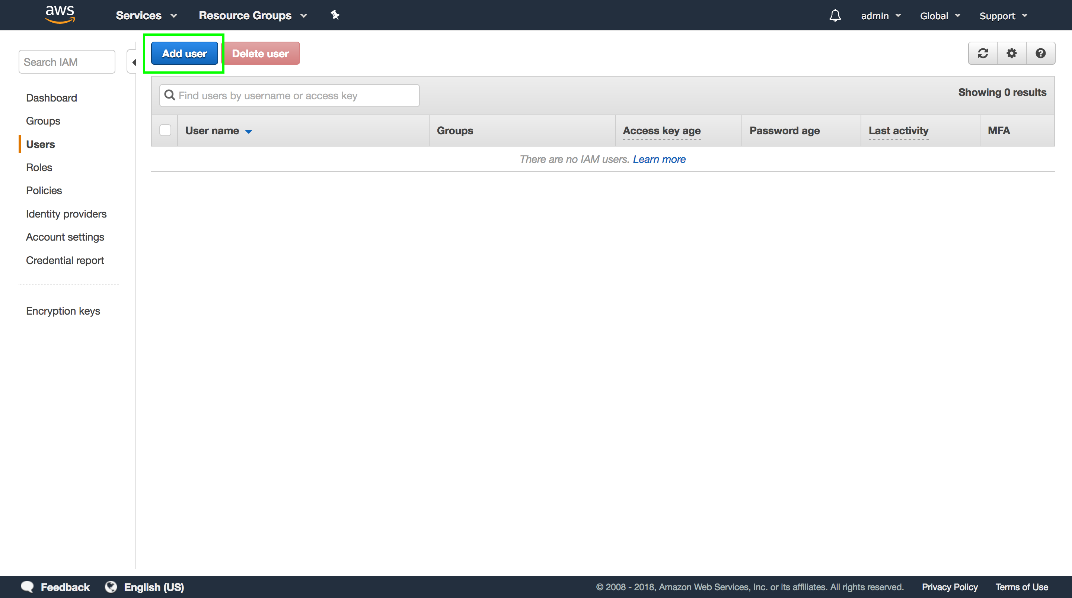 aws Services Resource Groups admin Global Support
Search IAM
Dashboard
Groups
Users
Roles
Policies
Identity providers
Account settings
Credential report
Encryption keys
Add user Delete user
Find users by username or access key Showing 0 results
User name Groups Access key age Password age Last activity MFA
There are no IAM users. Learn more
Feedback English (US) © 2008 - 2018, Amazon Web Services, Inc. or its affiliates. All rights reserved. Privacy Policy Terms of Use